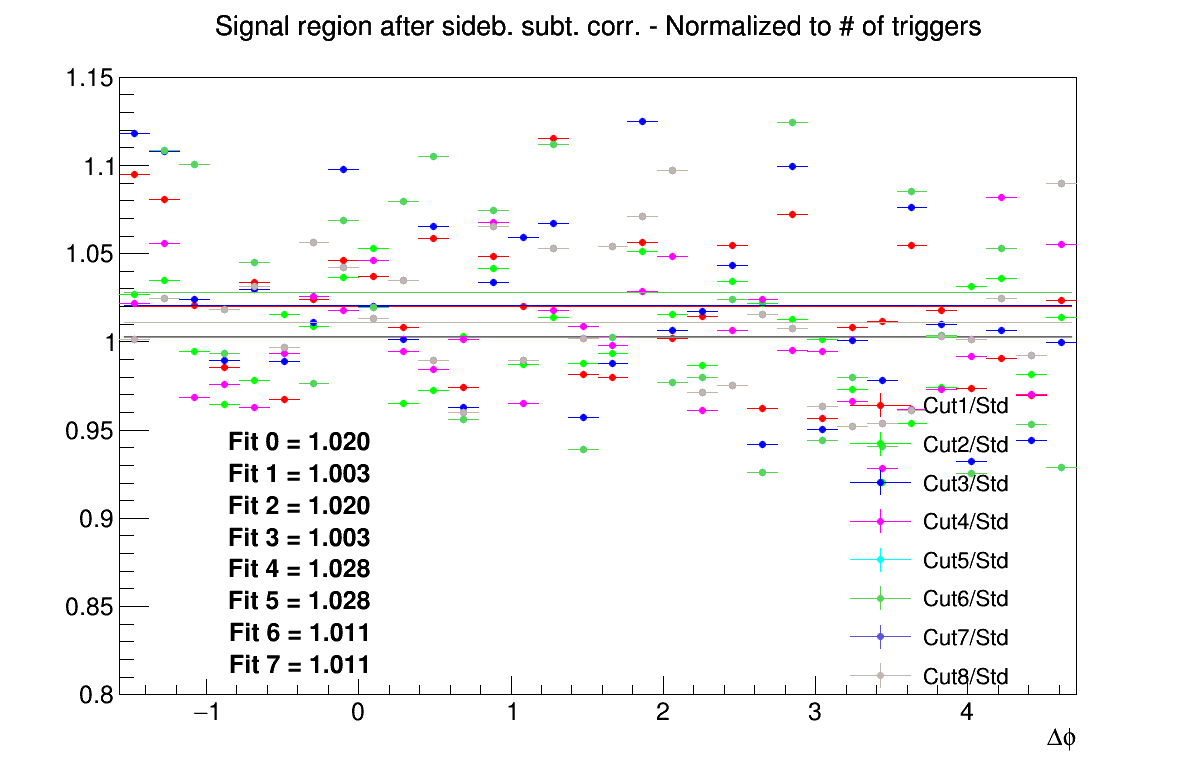 Signal region after sideb. subt. corr. - Normalized to # of triggers
1.15
1.1
1.05
1
0.95
0.9
0.85
0.8
Fit 0 = 1.020
Fit 1 = 1.003
Fit 2 = 1.020
Fit 3 = 1.003
Fit 4 = 1.028
Fit 5 = 1.028
Fit 6 = 1.011
Fit 7 = 1.011
Cut1/Std
Cut2/Std
Cut3/Std
Cut4/Std
Cut5/Std
Cut6/Std
Cut7/Std
Cut8/Std
−1 0 1 2 3 4
Δϕ